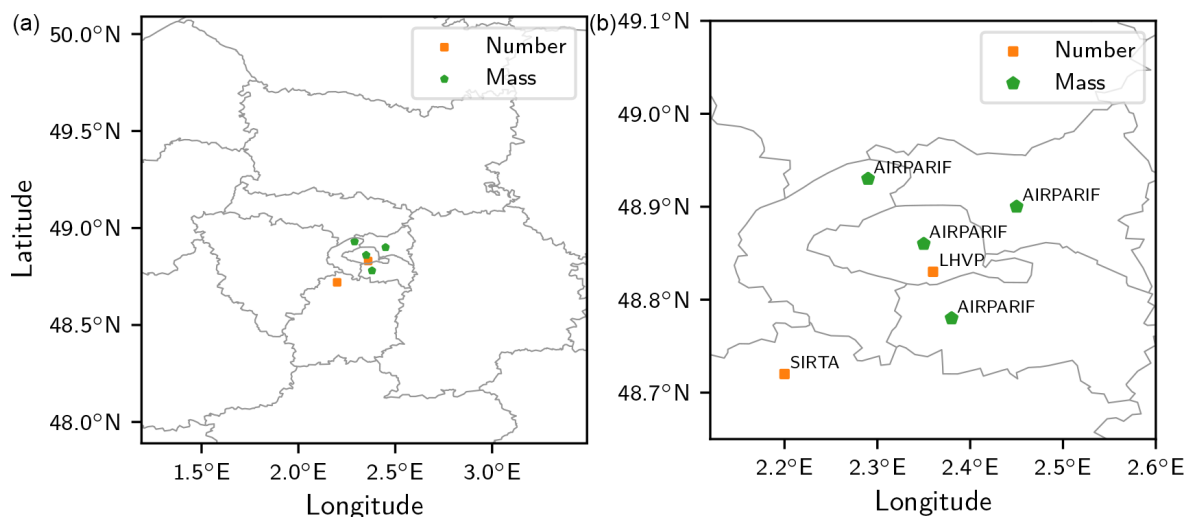 (a)
50.0°N
49.5°N
49.0°N
48.5°N
48.0°N
Latitude
1.5°E 2.0°E 2.5°E 3.0°E
Longitude
Number
Mass
(b)
49.1°N
49.0°N
48.9°N
48.8°N
48.7°N
2.2°E 2.3°E 2.4°E 2.5°E 2.6°E
Longitude
Number
Mass
AIRPARIF
AIRPARIF
AIRPARIF
LHVP
AIRPARIF
SIRTA